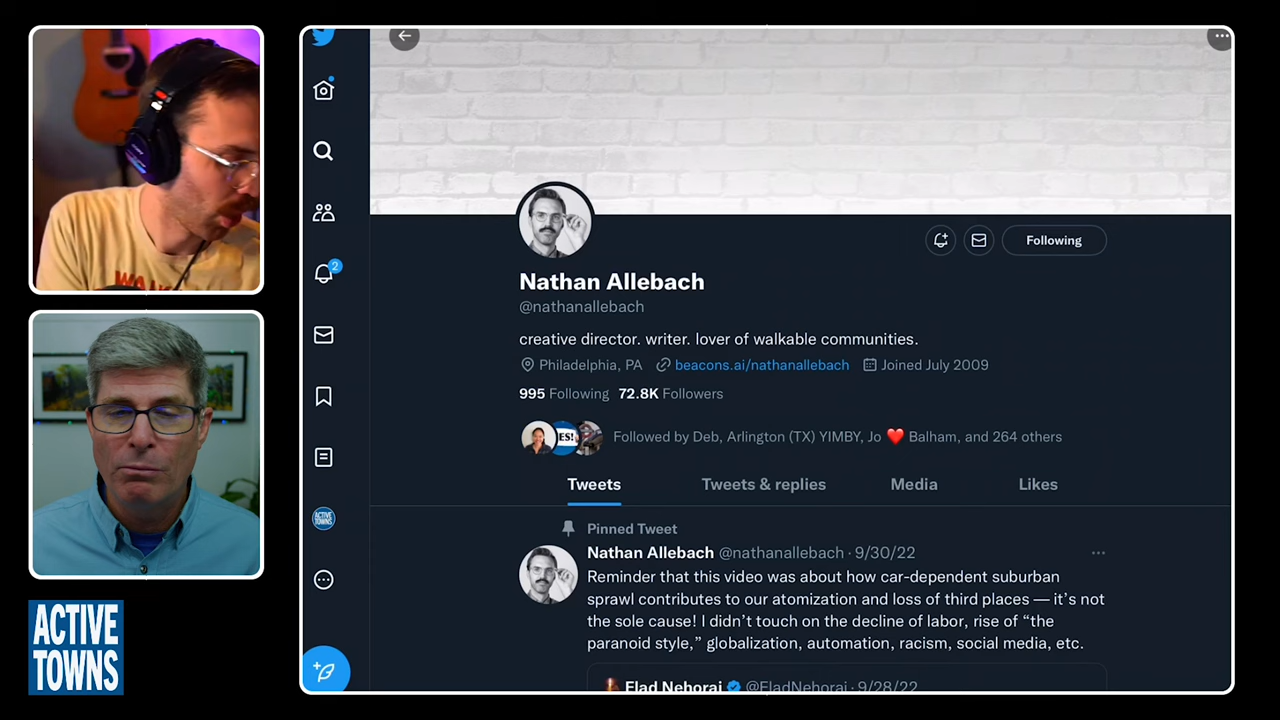 2
Nathan Allebach
@nathanallebach
Following
creative director. writer. lover of walkable communities.
Philadelphia, PA beacons.ai/nathanallebach Joined July 2009
995 Following 72.8K Followers
ES! Followed by Deb, Arlington (TX) YIMBY, Jo ❤️ Balham, and 264 others
Tweets Tweets & replies Media Likes
Pinned Tweet
Nathan Allebach @nathanallebach · 9/30/22
Reminder that this video was about how car-dependent suburban
sprawl contributes to our atomization and loss of third places — it's not
the sole cause! I didn't touch on the decline of labor, rise of “the
paranoid style,” globalization, automation, racism, social media, etc.
Elad Nehorai @EladNehorai · 9/28/22
ACTIVE
TOWNS
ACTIVE
TOWNS